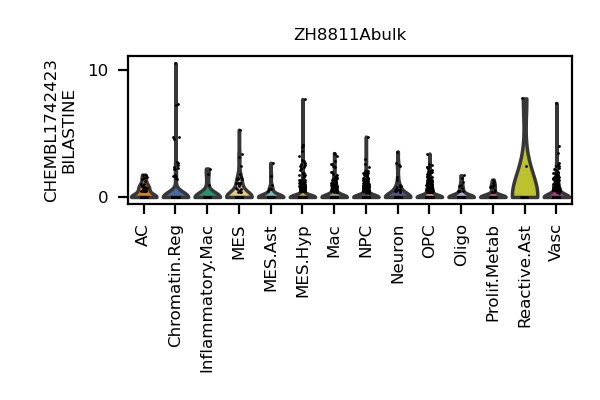 ZH8811Abulk
CHEMBL1742423
BILASTINE
10
0
AC
Chromatin.Reg
Inflammatory.Mac
MES
MES.Ast
MES.Hyp
Mac
NPC
Neuron
OPC
Oligo
Prolif.Metab
Reactive.Ast
Vasc